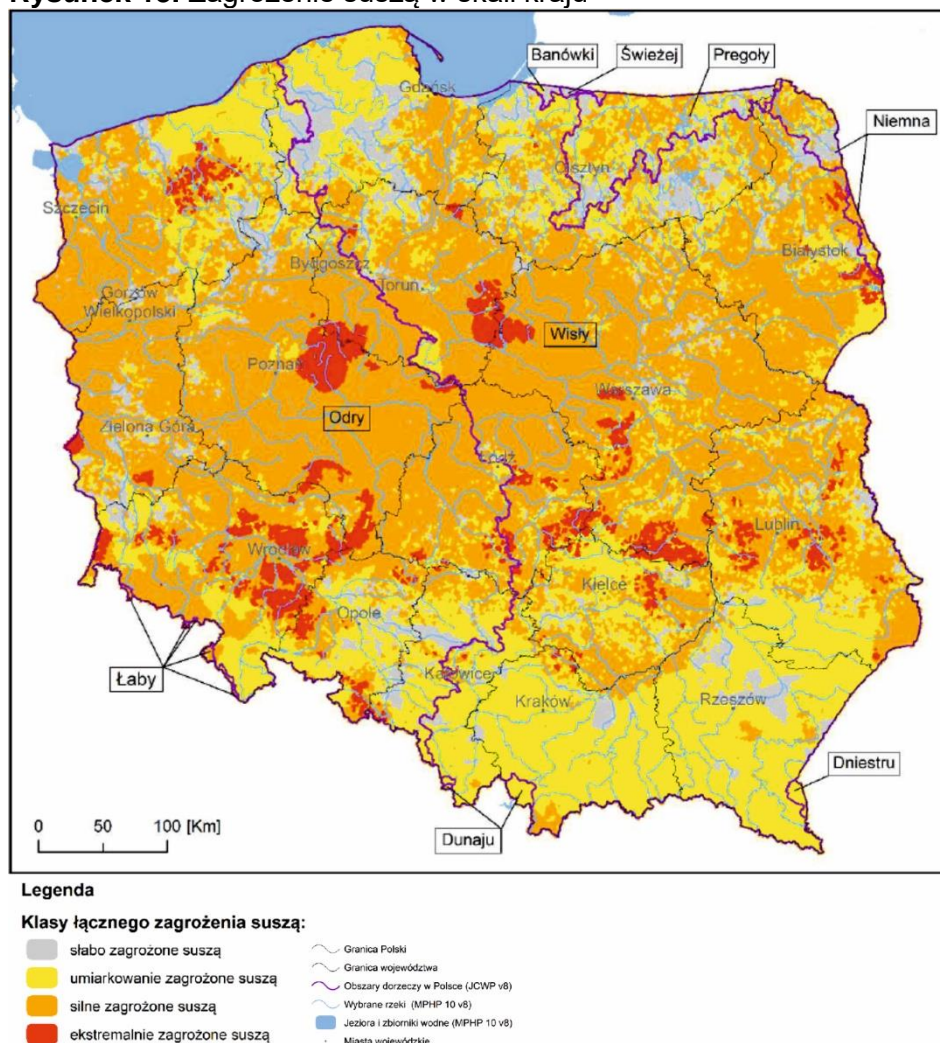 Rysunek 15. Zagrożenie suszą w skali kraju
Banówki
Świeżej
Pregoły
Gdańsk
Niemna
Olsztyn
Szczecin
Białystok
Bydgoszcz
Toruń
Gorzów
Wielkopolski
Wisły
Poznań
Warszawa
Odry
Zielona Góra
Łódź
Lublin
Wrocław
Kielce
Opole
Łaby
Katowice
Kraków
Rzeszów
Dniestru
0 50 100 [Km]
Dunaju
Legenda
Klasy łącznego zagrożenia suszą:
słabo zagrożone suszą
umiarkowanie zagrożone suszą
silne zagrożone suszą
ekstremalnie zagrożone suszą
Granica Polski
Granica województwa
Obszary dorzeczy w Polsce (JCWP v8)
Wybrane rzeki (MPHP 10 v8)
Jeziora i zbiorniki wodne (MPHP 10 v8)
Miasta wojewódzkie